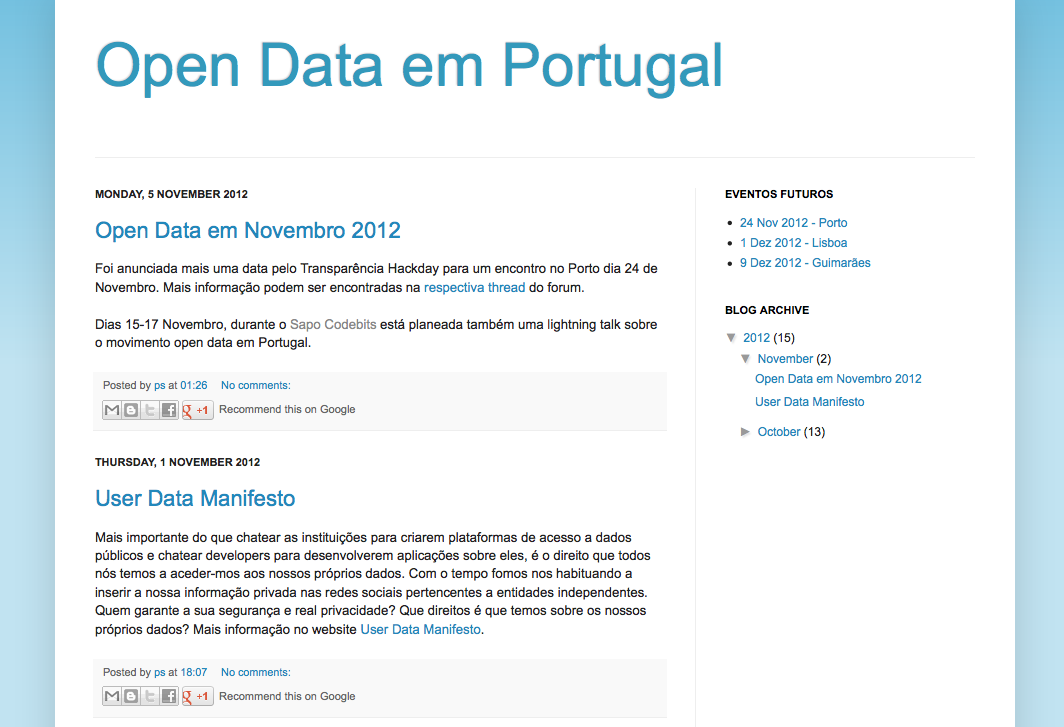 Open Data em Portugal
MONDAY, 5 NOVEMBER 2012
Open Data em Novembro 2012
Foi anunciada mais uma data pelo Transparência Hackday para um encontro no Porto dia 24 de
Novembro. Mais informação podem ser encontradas na respectiva thread do forum.
Dias 15-17 Novembro, durante o Sapo Codebits está planeada também uma lightning talk sobre
o movimento open data em Portugal.
Posted by ps at 01:26 No comments:
g +1 Recommend this on Google
THURSDAY, 1 NOVEMBER 2012
User Data Manifesto
Mais importante do que chatear as instituições para criarem plataformas de acesso a dados
públicos e chatear developers para desenvolverem aplicações sobre eles, é o direito que todos
nós temos a aceder-mos aos nossos próprios dados. Com o tempo fomos nos habituando a
inserir a nossa informação privada nas redes sociais pertencentes a entidades independentes.
Quem garante a sua segurança e real privacidade? Que direitos é que temos sobre os nossos
próprios dados? Mais informação no website User Data Manifesto.
Posted by ps at 18:07 No comments:
g +1 Recommend this on Google
EVENTOS FUTUROS
24 Nov 2012 - Porto
1 Dez 2012 - Lisboa
9 Dez 2012 - Guimarães
BLOG ARCHIVE
▼ 2012 (15)
▼ November (2)
Open Data em Novembro 2012
User Data Manifesto
► October (13)